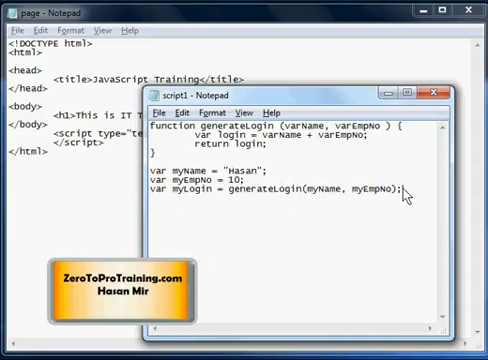 page - Notepad
File Edit Format View Help
<!DOCTYPE html>
<html>
<head>
<title>JavaScript Training</title>
</head>
<body>
<h1>This is IT T
</body>
<script type="te
</script>
</html>
script1 - Notepad
File Edit Format View Help
function generateLogin (varName, varEmpNo ) {
var login = varName + varEmpNo;
return login;
}
var myName = "Hasan";
var myEmpNo = 10;
var myLogin = generateLogin(myName, myEmpNo);
ZeroToProTraining.com
Hasan Mir